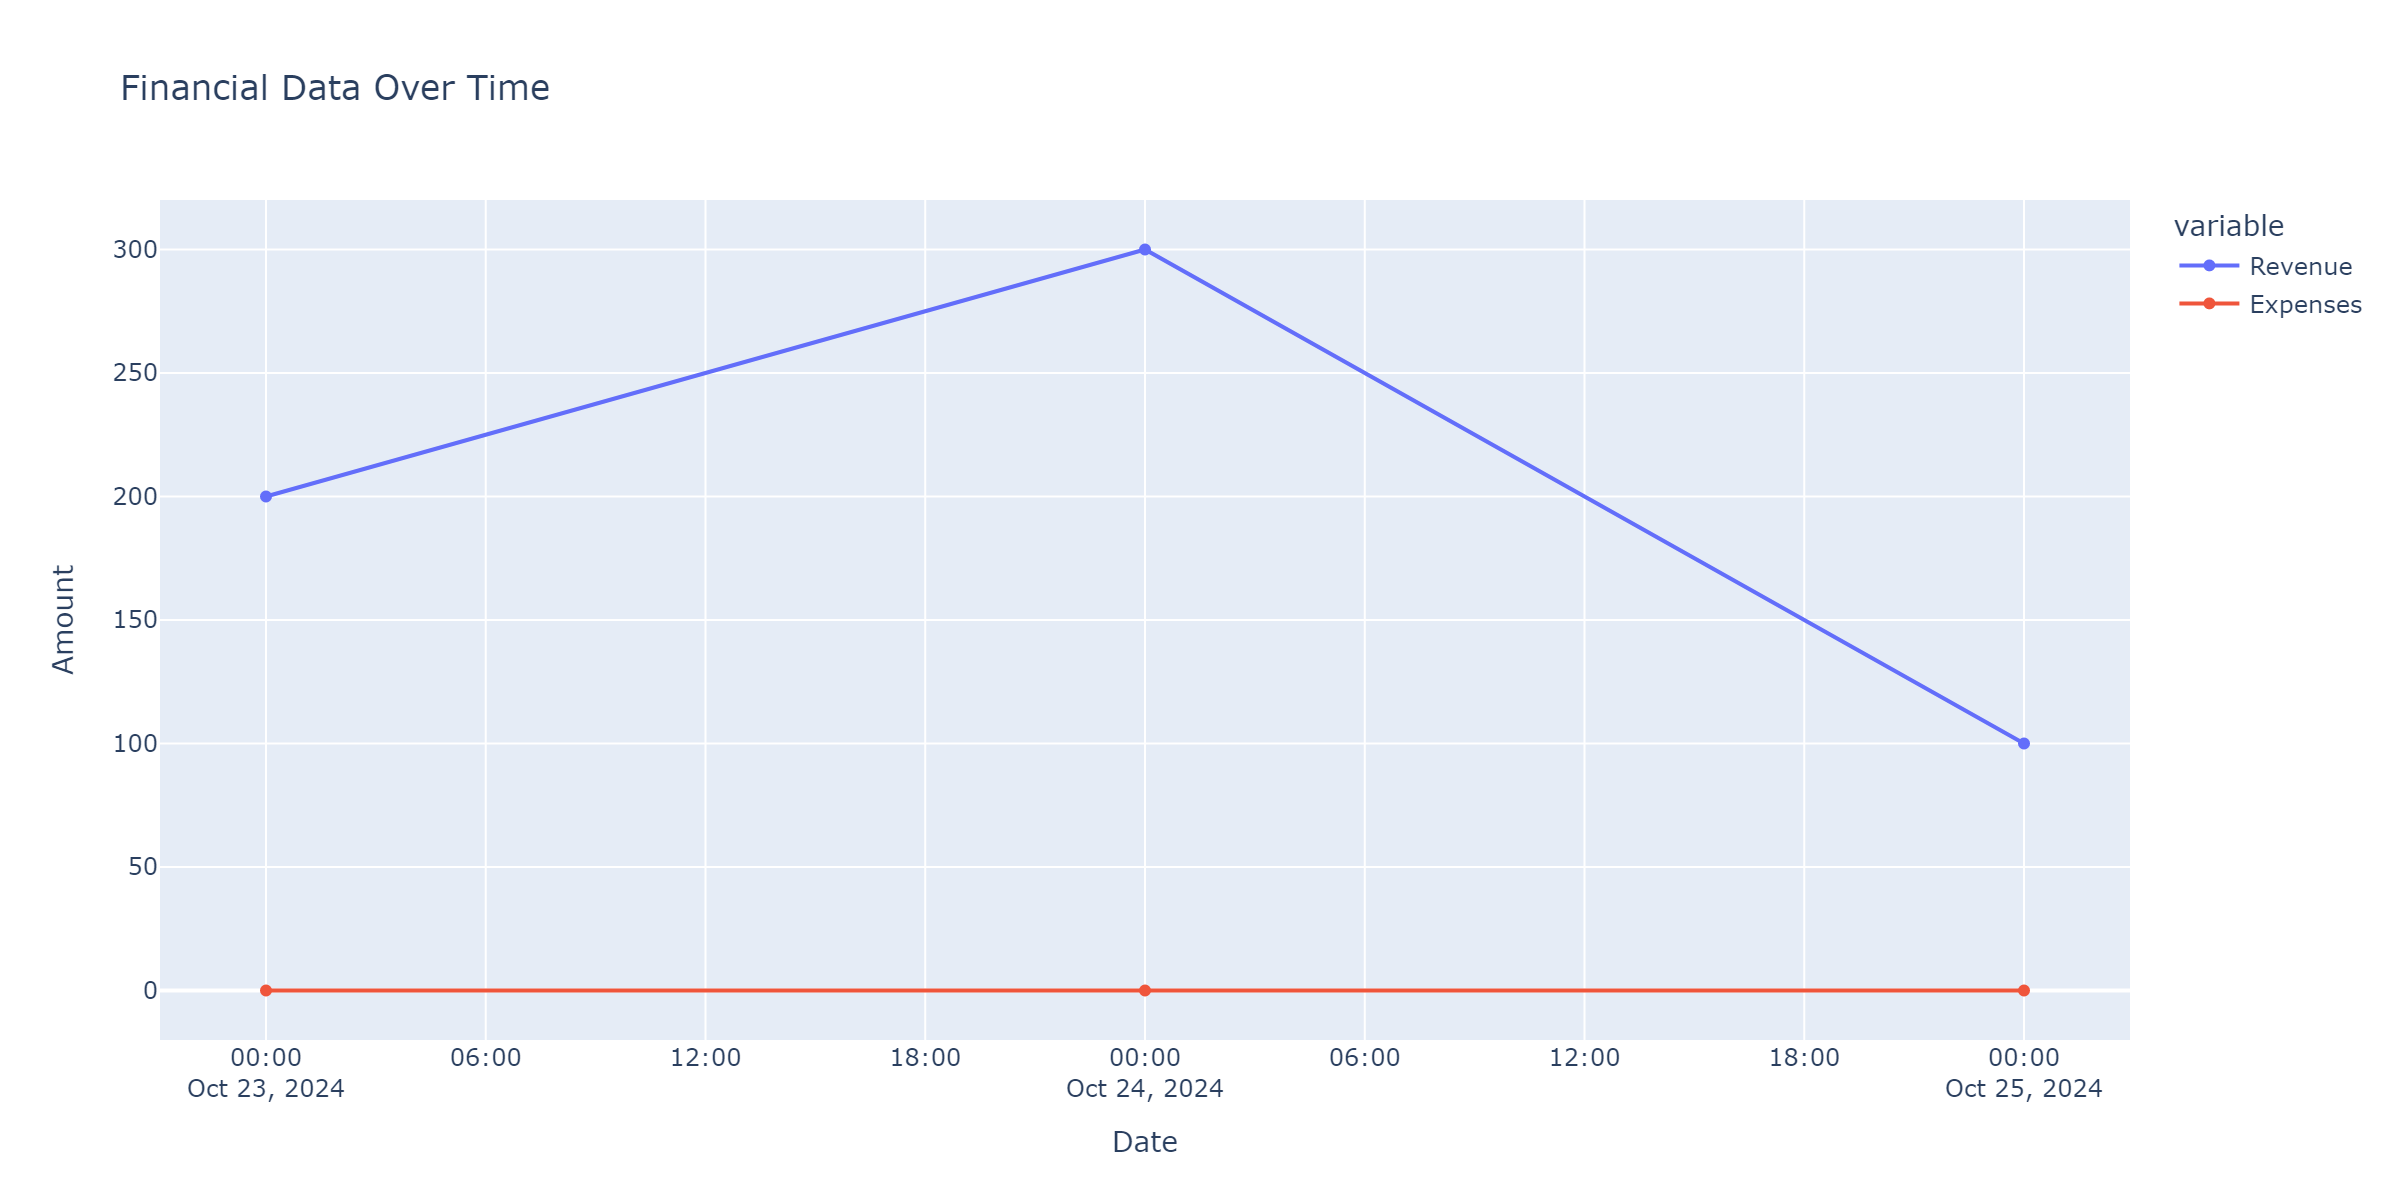 Financial Data Over Time
variable
Revenue
Expenses
Amount
300
250
200
150
100
50
0
00:00 06:00 12:00 18:00 00:00 06:00 12:00 18:00 00:00
Oct 23, 2024 Oct 24, 2024 Oct 25, 2024
Date